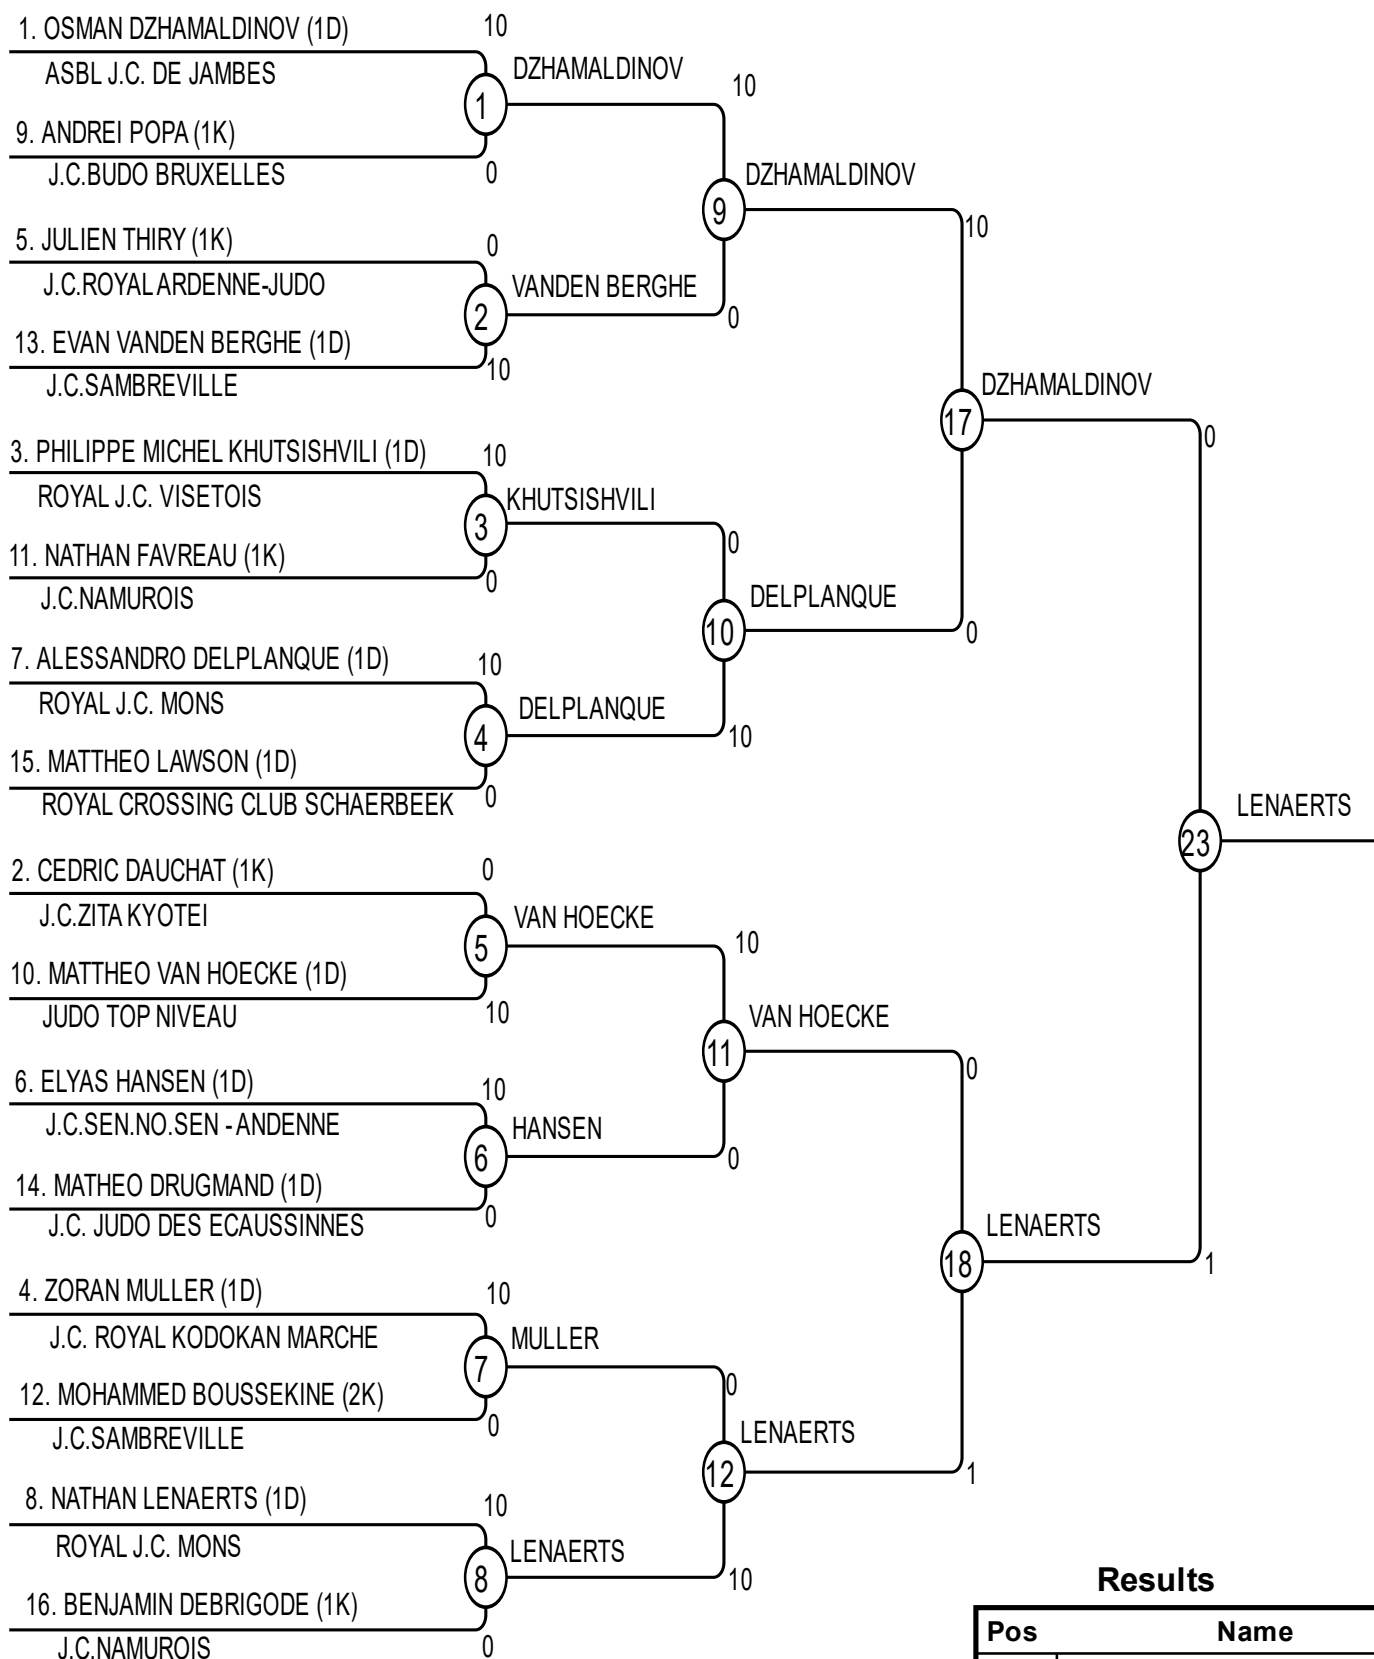 1. OSMAN DZHAMALDINOV (1D)
10
ASBL J.C. DE JAMBES
1
DZHAMALDINOV
10
9. ANDREI POPA (1K)
J.C.BUDO BRUXELLES
0
9
DZHAMALDINOV
10
5. JULIEN THIRY (1K)
0
J.C.ROYAL ARDENNE-JUDO
2
VANDEN BERGHE
0
13. EVAN VANDEN BERGHE (1D)
10
J.C.SAMBREVILLE
17
DZHAMALDINOV
0
3. PHILIPPE MICHEL KHUTSISHVILI (1D)
10
ROYAL J.C. VISETOIS
3
KHUTSISHVILI
0
11. NATHAN FAVREAU (1K)
0
J.C.NAMUROIS
10
DELPLANQUE
0
7. ALESSANDRO DELPLANQUE (1D)
10
ROYAL J.C. MONS
4
DELPLANQUE
10
15. MATTHEO LAWSON (1D)
0
ROYAL CROSSING CLUB SCHAERBEEK
23
LENAERTS
2. CEDRIC DAUCHAT (1K)
0
J.C.ZITA KYOTEI
5
VAN HOECKE
10
10. MATTHEO VAN HOECKE (1D)
10
JUDO TOP NIVEAU
11
VAN HOECKE
0
6. ELYAS HANSEN (1D)
10
J.C.SEN.NO.SEN - ANDENNE
6
HANSEN
0
14. MATHEO DRUGMAND (1D)
0
J.C. JUDO DES ECAUSSINNES
18
LENAERTS
1
4. ZORAN MULLER (1D)
10
J.C. ROYAL KODOKAN MARCHE
7
MULLER
0
12. MOHAMMED BOUSSEKINE (2K)
0
J.C.SAMBREVILLE
12
LENAERTS
1
8. NATHAN LENAERTS (1D)
10
ROYAL J.C. MONS
8
LENAERTS
10
16. BENJAMIN DEBRIGODE (1K)
0
J.C.NAMUROIS
Results
Pos Name